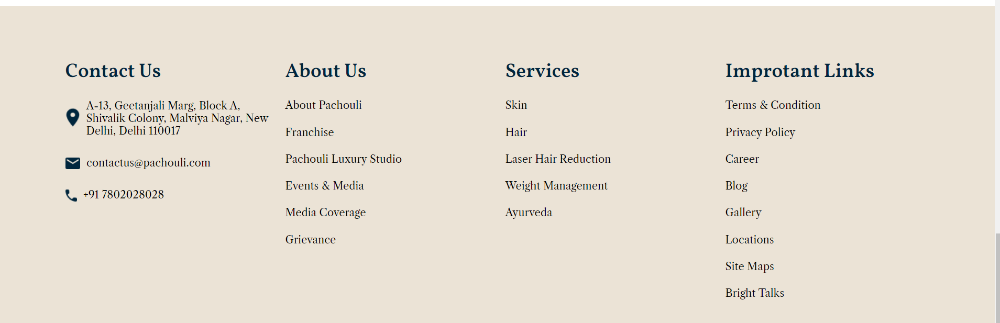 Contact Us
A-13, Geetanjali Marg, Block A,
Shivalik Colony, Malviya Nagar, New
Delhi, Delhi 110017
contactus@pachouli.com
+91 7802028028
About Us
About Pachouli
Franchise
Pachouli Luxury Studio
Events & Media
Media Coverage
Grievance
Services
Skin
Hair
Laser Hair Reduction
Weight Management
Ayurveda
Improtant Links
Terms & Condition
Privacy Policy
Career
Blog
Gallery
Locations
Site Maps
Bright Talks